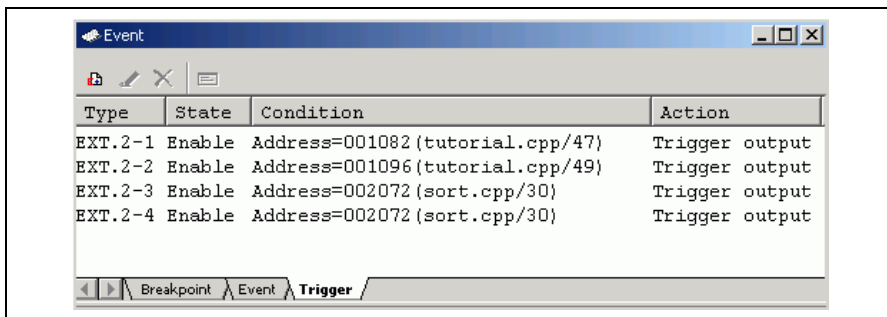 Event
Type State Condition Action
EXT.2-1 Enable Address=001082(tutorial.cpp/47) Trigger output
EXT.2-2 Enable Address=001096(tutorial.cpp/49) Trigger output
EXT.2-3 Enable Address=002072(sort.cpp/30) Trigger output
EXT.2-4 Enable Address=002072(sort.cpp/30) Trigger output
Breakpoint Event Trigger